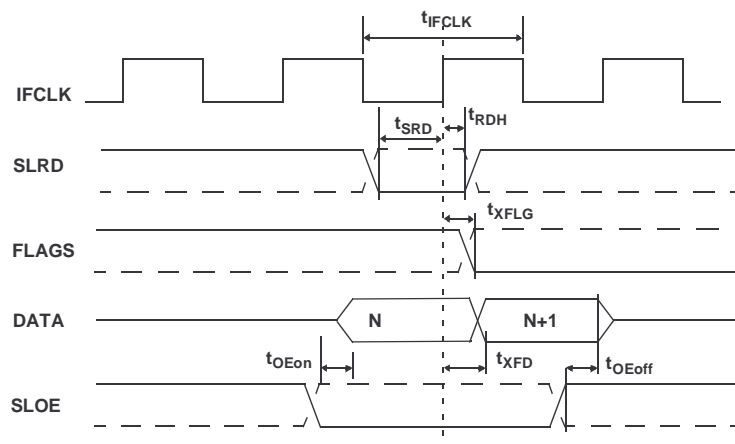 tIFCLK
IFCLK
tSRD
tRDH
SLRD
tXFLG
FLAGS
DATA
N
N+1
tOEon
tXFD
tOEoff
SLOE